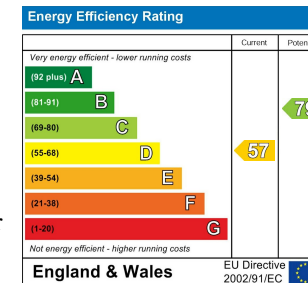 Energy Efficiency Rating
Current
Very energy efficient - lower running costs
(92 plus) A
(81-91) B
79
(69-80) C
(55-68) D
57
(39-54) E
(21-38) F
(1-20) G
Not energy efficient - higher running costs
England & Wales
EU Directive
2002/91/EC